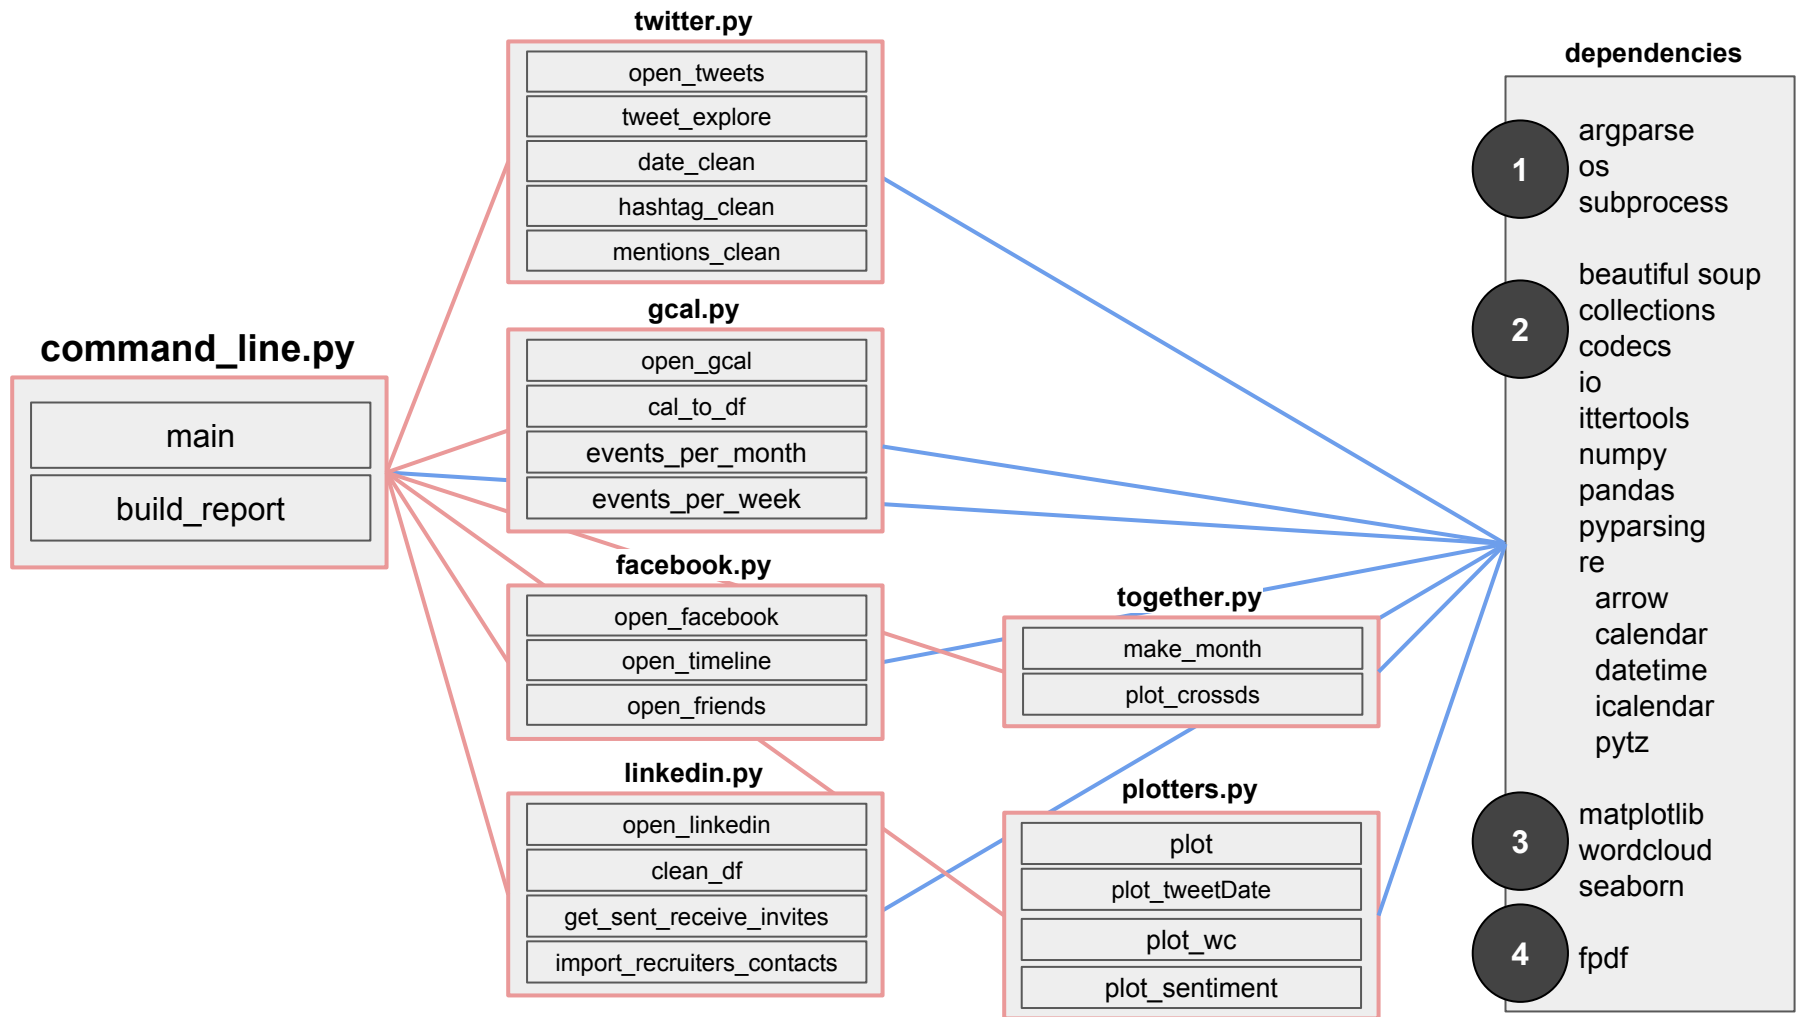 command_line.py
main
build_report
twitter.py
open_tweets
tweet_explore
date_clean
hashtag_clean
mentions_clean
gcal.py
open_gcal
cal_to_df
events_per_month
events_per_week
facebook.py
open_facebook
open_timeline
open_friends
linkedin.py
open_linkedin
clean_df
get_sent_receive_invites
import_recruiters_contacts
together.py
make_month
plot_crossds
plotters.py
plot
plot_tweetDate
plot_wc
plot_sentiment
dependencies
1
argparse
os
subprocess
2
beautiful soup
collections
codecs
io
ittertools
numpy
pandas
pyparsing
re
arrow
calendar
datetime
icalendar
pytz
3
matplotlib
wordcloud
seaborn
4
fpdf